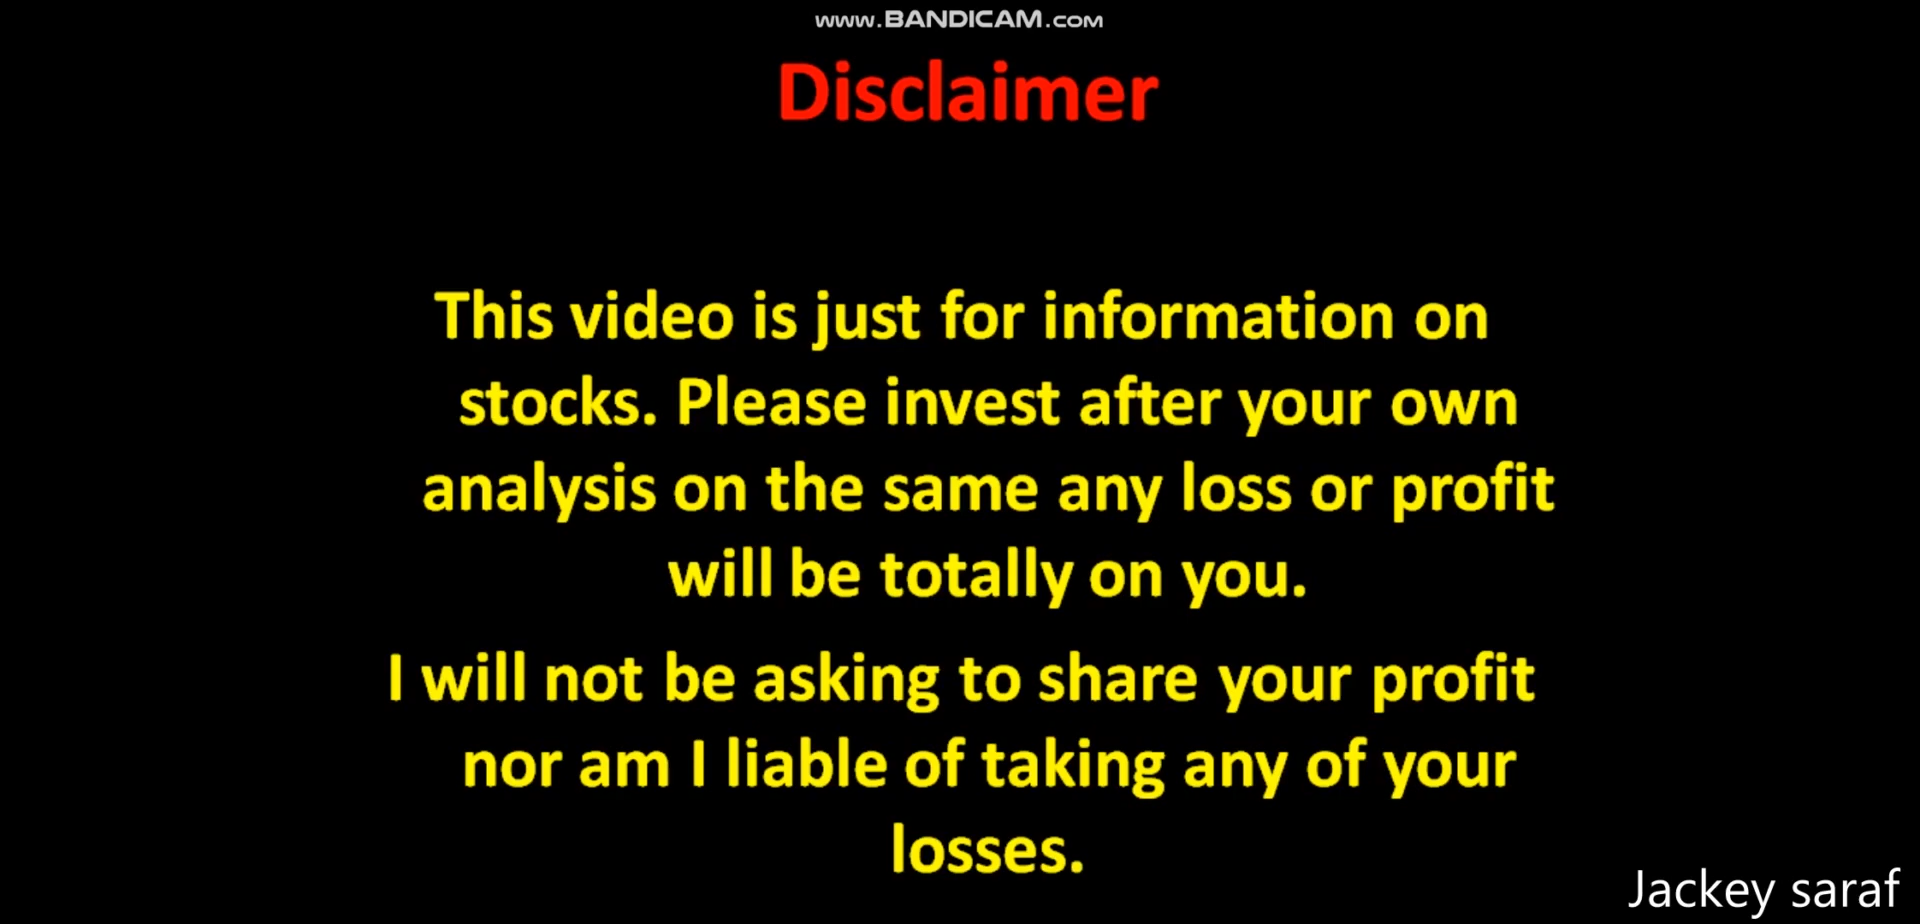 www.BANDICAM.com
Disclaimer
This video is just for information on
stocks. Please invest after your own
analysis on the same any loss or profit
will be totally on you.
I will not be asking to share your profit
nor am I liable of taking any of your
losses.
Jackey saraf